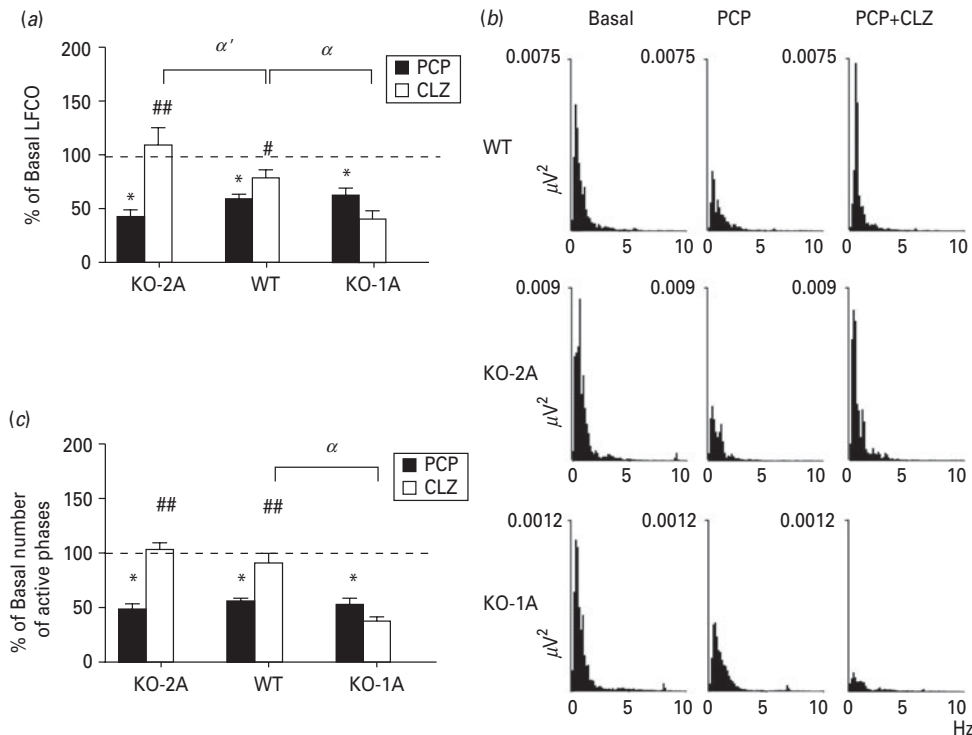 (a)
200
150
100
50
0
% of Basal LFCO
α′
α
PCP
CLZ
*
##
*
#
*
KO-2A
WT
KO-1A
(b)
Basal
PCP
PCP+CLZ
WT
0.0075
0.0075
0.0075
μV²
0 5 10
0 5 10
0 5 10
KO-2A
0.009
0.009
0.009
μV²
0 5 10
0 5 10
0 5 10
KO-1A
0.0012
0.0012
0.0012
μV²
0 5 10
0 5 10
0 5 10
Hz
(c)
200
150
100
50
0
% of Basal number
of active phases
α
PCP
CLZ
*
##
*
##
*
KO-2A
WT
KO-1A